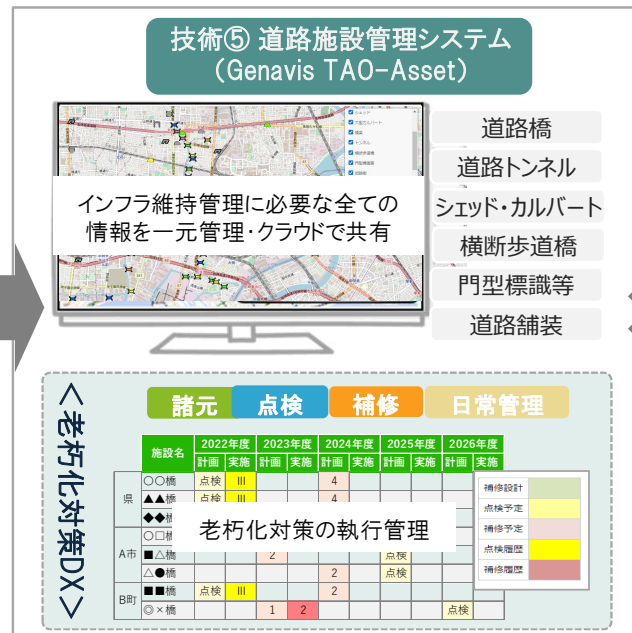 技術⑤ 道路施設管理システム
(Genavis TAO-Asset)
トンネル
インフラ維持管理に必要な全ての
情報を一元管理・クラウドで共有
道路橋
道路トンネル
シェッド・カルバート
横断歩道橋
門型標識等
道路舗装
<老朽化対策DX>
諸元 点検 補修 日常管理
施設名 2022年度 2023年度 2024年度 2025年度 2026年度
計画 実施 計画 実施 計画 実施 計画 実施 計画 実施
県 〇〇橋 点検 Ⅲ 4
▲▲橋 点検 Ⅲ 4
◆◆橋
老朽化対策の執行管理
A市 〇□橋
■△橋 2 点検
△●橋 2 点検
B町 ■■橋 点検 Ⅲ 2
◎×橋 1 2 点検
補修設計
点検予定
補修予定
点検履歴
補修履歴